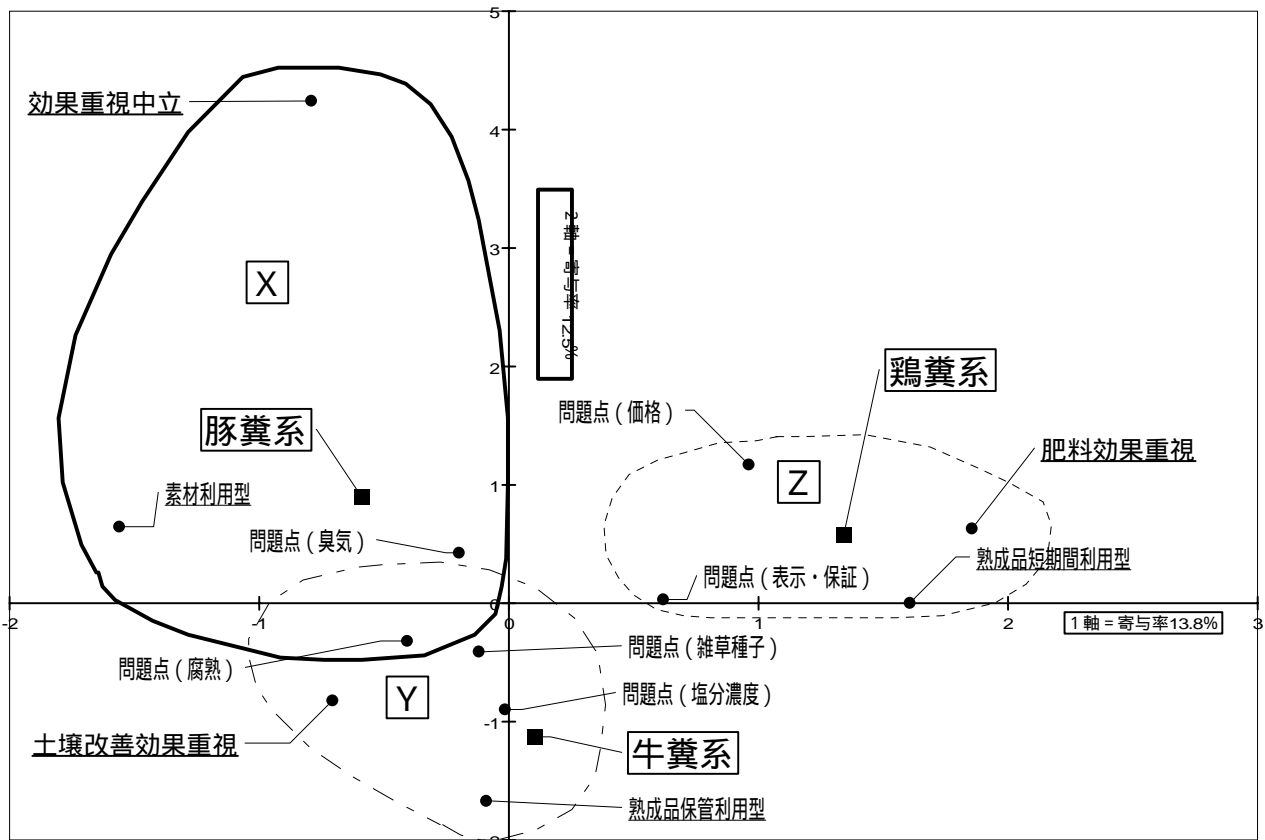 5
効果重視中立
4
2軸＝寄与率12.5%
3
X
2
鶏糞系
問題点（価格）
豚糞系
肥料効果重視
Z
1
素材利用型
問題点（臭気）
熟成品短期間利用型
問題点（表示・保証）
-2
-1
0
0
1
2
3
1軸＝寄与率13.8%
問題点（雑草種子）
問題点（腐熟）
Y
問題点（塩分濃度）
-1
土壌改善効果重視
牛糞系
熟成品保管利用型